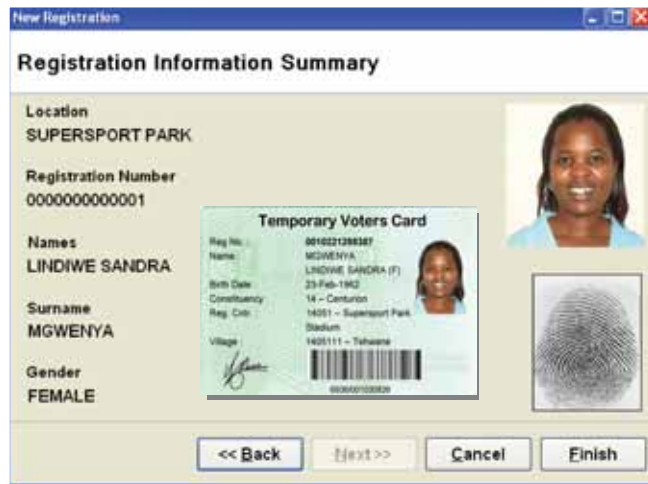 New Registration
Registration Information Summary
Location
SUPERSPORT PARK
Registration Number
0000000000001
Names
LINDIWE SANDRA
Surname
MGWENYA
Gender
FEMALE
Temporary Voters Card
Reg No. :
Name :
MGWENYA
LINDIWE SANDRA (F)
Birth Date :
23-Feb-1962
Constituency :
14 – Centurion
Reg. Cntr. :
14051 – Supersport Park
Stadium
Village :
1405111 – Tshwane
<< Back
Next >>
Cancel
Finish